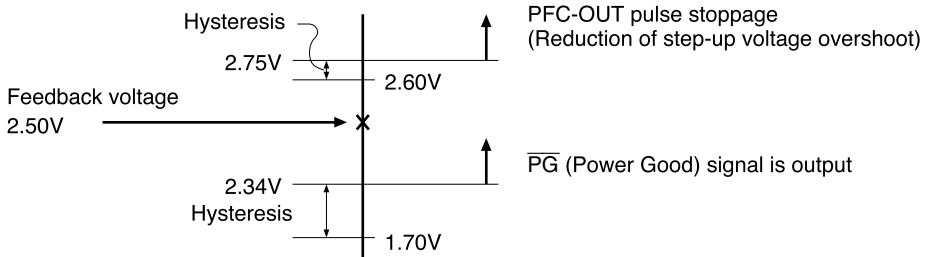 Hysteresis
PFC-OUT pulse stoppage
(Reduction of step-up voltage overshoot)
2.75V
2.60V
Feedback voltage
2.50V
P̅G̅ (Power Good) signal is output
2.34V
Hysteresis
1.70V